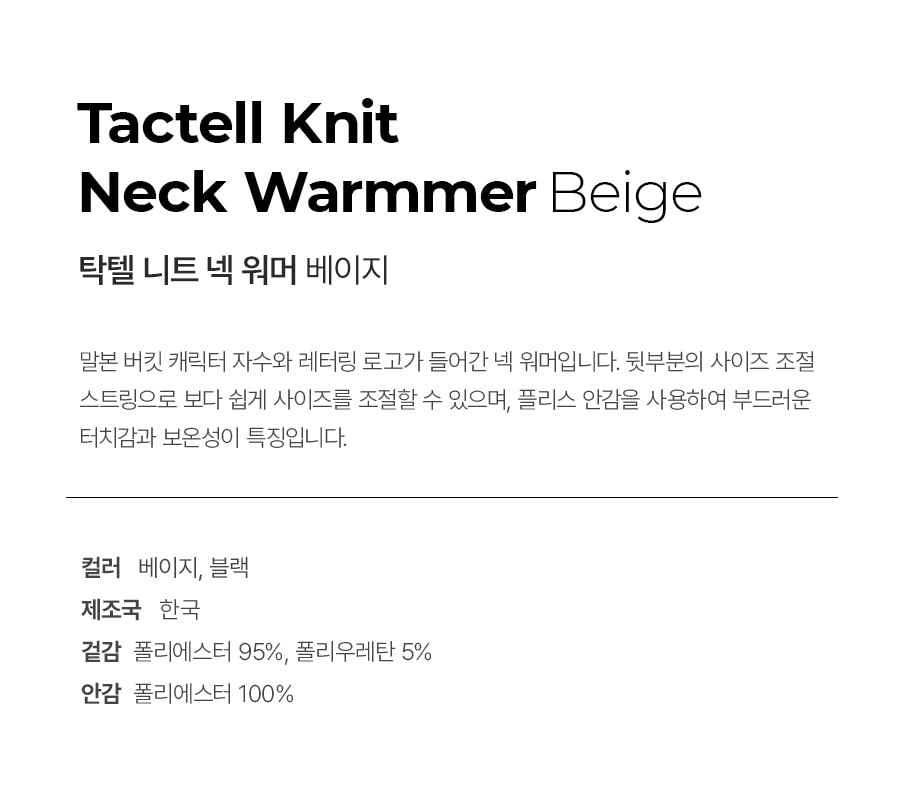 Tactell Knit
Neck Warmmer Beige
탁텔 니트 넥 워머 베이지
말본 버킷 캐릭터 자수와 레터링 로고가 들어간 넥 워머입니다. 뒷부분의 사이즈 조절
스트링으로 보다 쉽게 사이즈를 조절할 수 있으며, 플리스 안감을 사용하여 부드러운
터치감과 보온성이 특징입니다.
컬러 베이지, 블랙
제조국 한국
겉감 폴리에스터 95%, 폴리우레탄 5%
안감 폴리에스터 100%